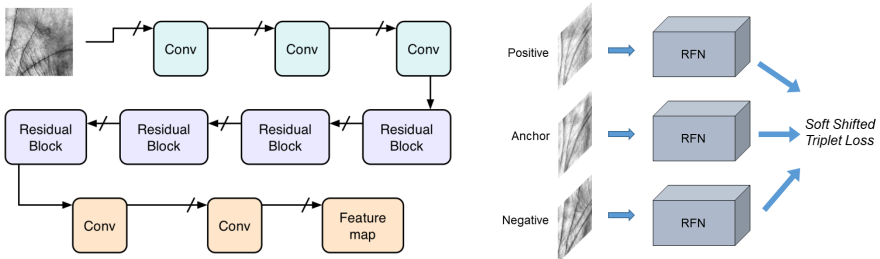 Conv
Conv
Conv
Residual
Block
Residual
Block
Residual
Block
Residual
Block
Conv
Conv
Feature
map
Positive
RFN
Anchor
RFN
Soft Shifted
Triplet Loss
Negative
RFN